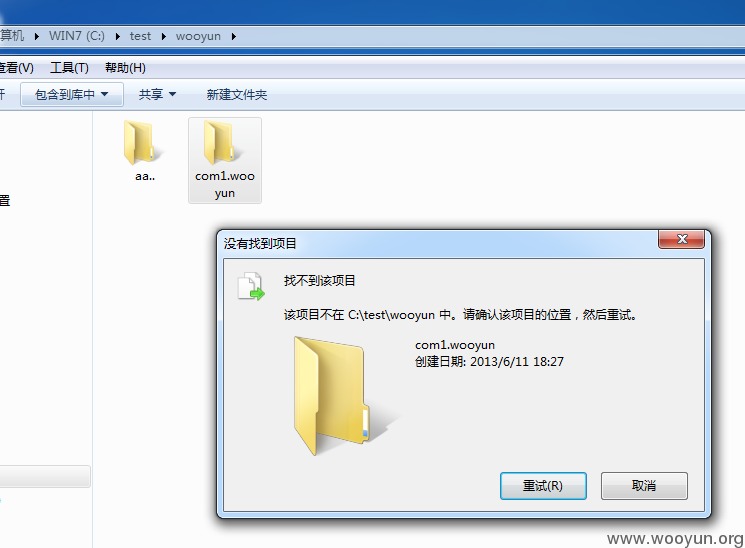 算机 ▸ WIN7 (C:) ▸ test ▸ wooyun ▸
查看(V) 工具(T) 帮助(H)
开 包含到库中 共享 新建文件夹
aa..
com1.woo
yun
置
没有找到项目
找不到该项目
该项目不在 C:\test\wooyun 中。请确认该项目的位置，然后重试。
com1.wooyun
创建日期: 2013/6/11 18:27
重试(R) 取消
www.wooyun.org